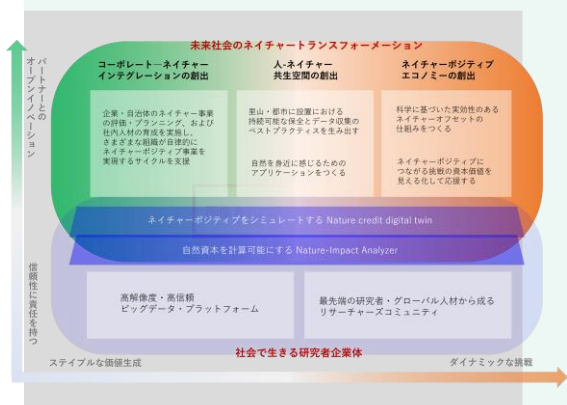 未来社会のネイチャートランスフォーメーション
パートナーとの
オープンイノベーション
コーポレート―ネイチャー
インテグレーションの創出
人-ネイチャー
共生空間の創出
ネイチャーポジティブ
エコノミーの創出
企業・自治体のネイチャー事業
の評価・プランニング、および
社内人材の育成を実施し、
さまざまな組織が自律的に
ネイチャーポジティブ事業を
実現するサイクルを支援
里山・都市に設置における
持続可能な保全とデータ収集の
ベストプラクティスを生み出す
自然を身近に感じるための
アプリケーションをつくる
科学に基づいた実効性のある
ネイチャーオフセットの
仕組みをつくる
ネイチャーポジティブに
つながる挑戦の資本価値を
見える化して応援する
ネイチャーポジティブをシミュレートする Nature credit digital twin
自然資本を計算可能にする Nature-Impact Analyzer
信頼性に責任を持つ
高解像度・高信頼
ビッグデータ・プラットフォーム
最先端の研究者・グローバル人材から成る
リサーチャーズコミュニティ
社会で生きる研究者企業体
ステイブルな価値生成
ダイナミックな挑戦